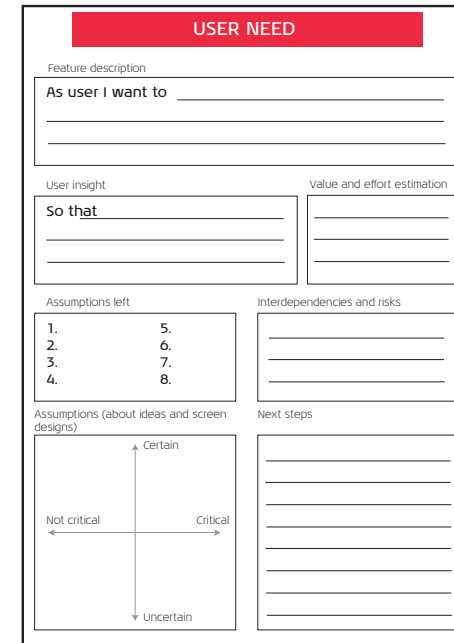 USER NEED
Feature description
As user I want to
User insight
Value and effort estimation
So that
Assumptions left
Interdependencies and risks
1. 5.
2. 6.
3. 7.
4. 8.
Assumptions (about ideas and screen
designs)
Next steps
Certain
Not critical
Critical
Uncertain